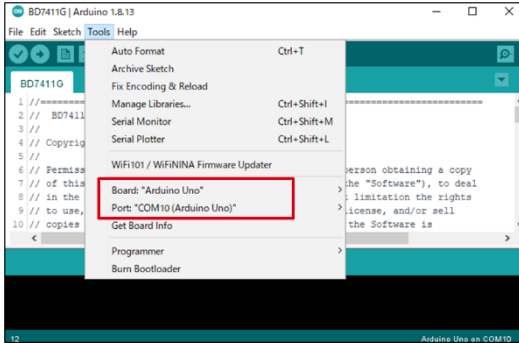 BD7411G | Arduino 1.8.13
File Edit Sketch Tools Help
Auto Format Ctrl+T
Archive Sketch
Fix Encoding & Reload
Manage Libraries... Ctrl+Shift+I
Serial Monitor Ctrl+Shift+M
Serial Plotter Ctrl+Shift+L
WiFi101 / WiFiNINA Firmware Updater
Board: "Arduino Uno"
Port: "COM10 (Arduino Uno)"
Get Board Info
Programmer
Burn Bootloader
BD7411G
1 //========
2 // BD7411
3 //
4 // Copyrig
5 //
6 // Permiss person obtaining a copy
7 // of this the "Software"), to deal
8 // in the limitation the rights
9 // to use, license, and/or sell
10 // copies the Software is
12 Arduino Uno on COM10